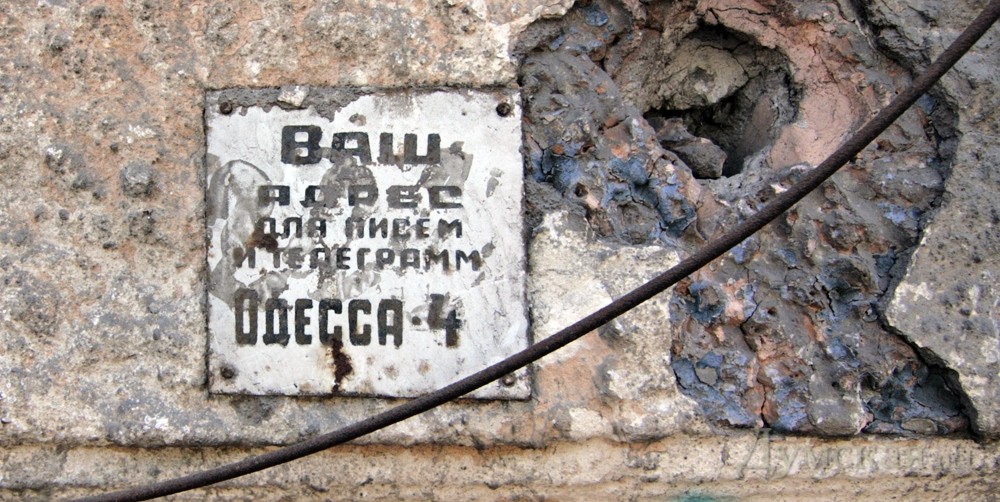 ВАШ
АДРЕС
ДЛЯ ПИСЕМ
И ТЕЛЕГРАММ
ОДЕССА-4